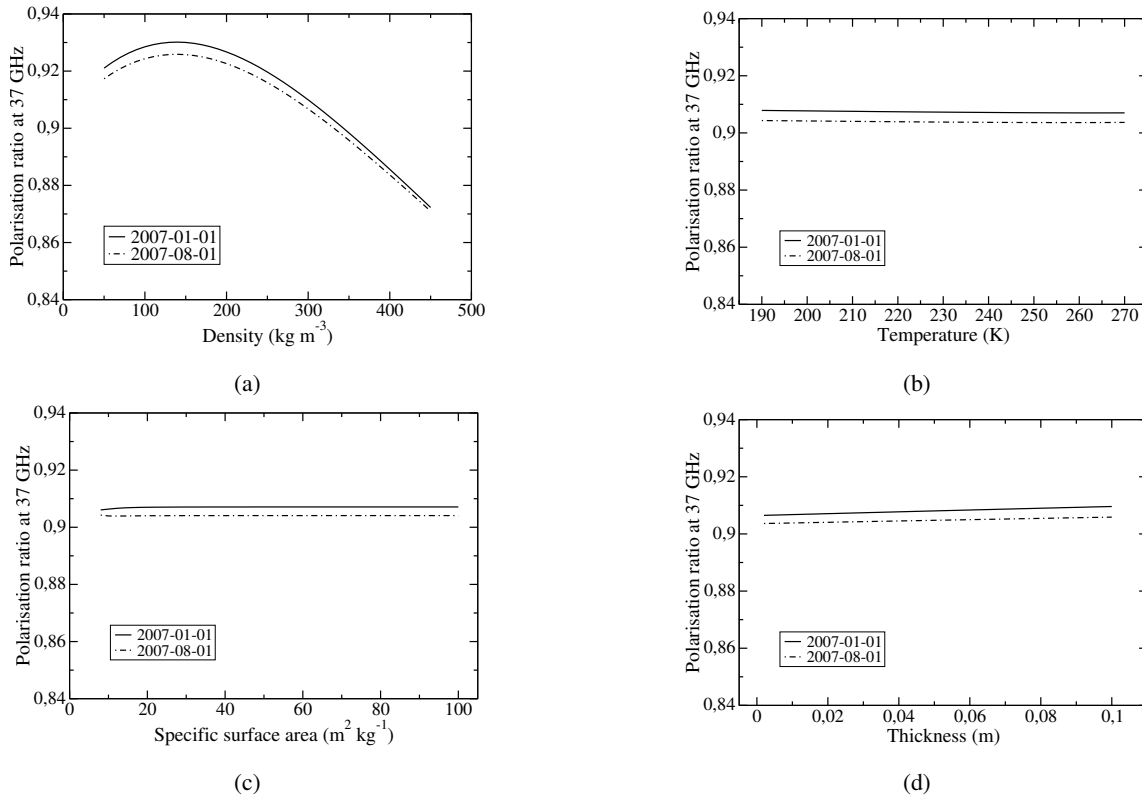 0,94
0,92
0,9
0,88
0,86
0,84
Polarisation ratio at 37 GHz
2007-01-01
2007-08-01
0 100 200 300 400 500
Density (kg m⁻³)
(a)
0,94
0,92
0,9
0,88
0,86
0,84
Polarisation ratio at 37 GHz
2007-01-01
2007-08-01
190 200 210 220 230 240 250 260 270
Temperature (K)
(b)
0,94
0,92
0,9
0,88
0,86
0,84
Polarisation ratio at 37 GHz
2007-01-01
2007-08-01
0 20 40 60 80 100
Specific surface area (m² kg⁻¹)
(c)
0,94
0,92
0,9
0,88
0,86
0,84
Polarisation ratio at 37 GHz
2007-01-01
2007-08-01
0 0,02 0,04 0,06 0,08 0,1
Thickness (m)
(d)